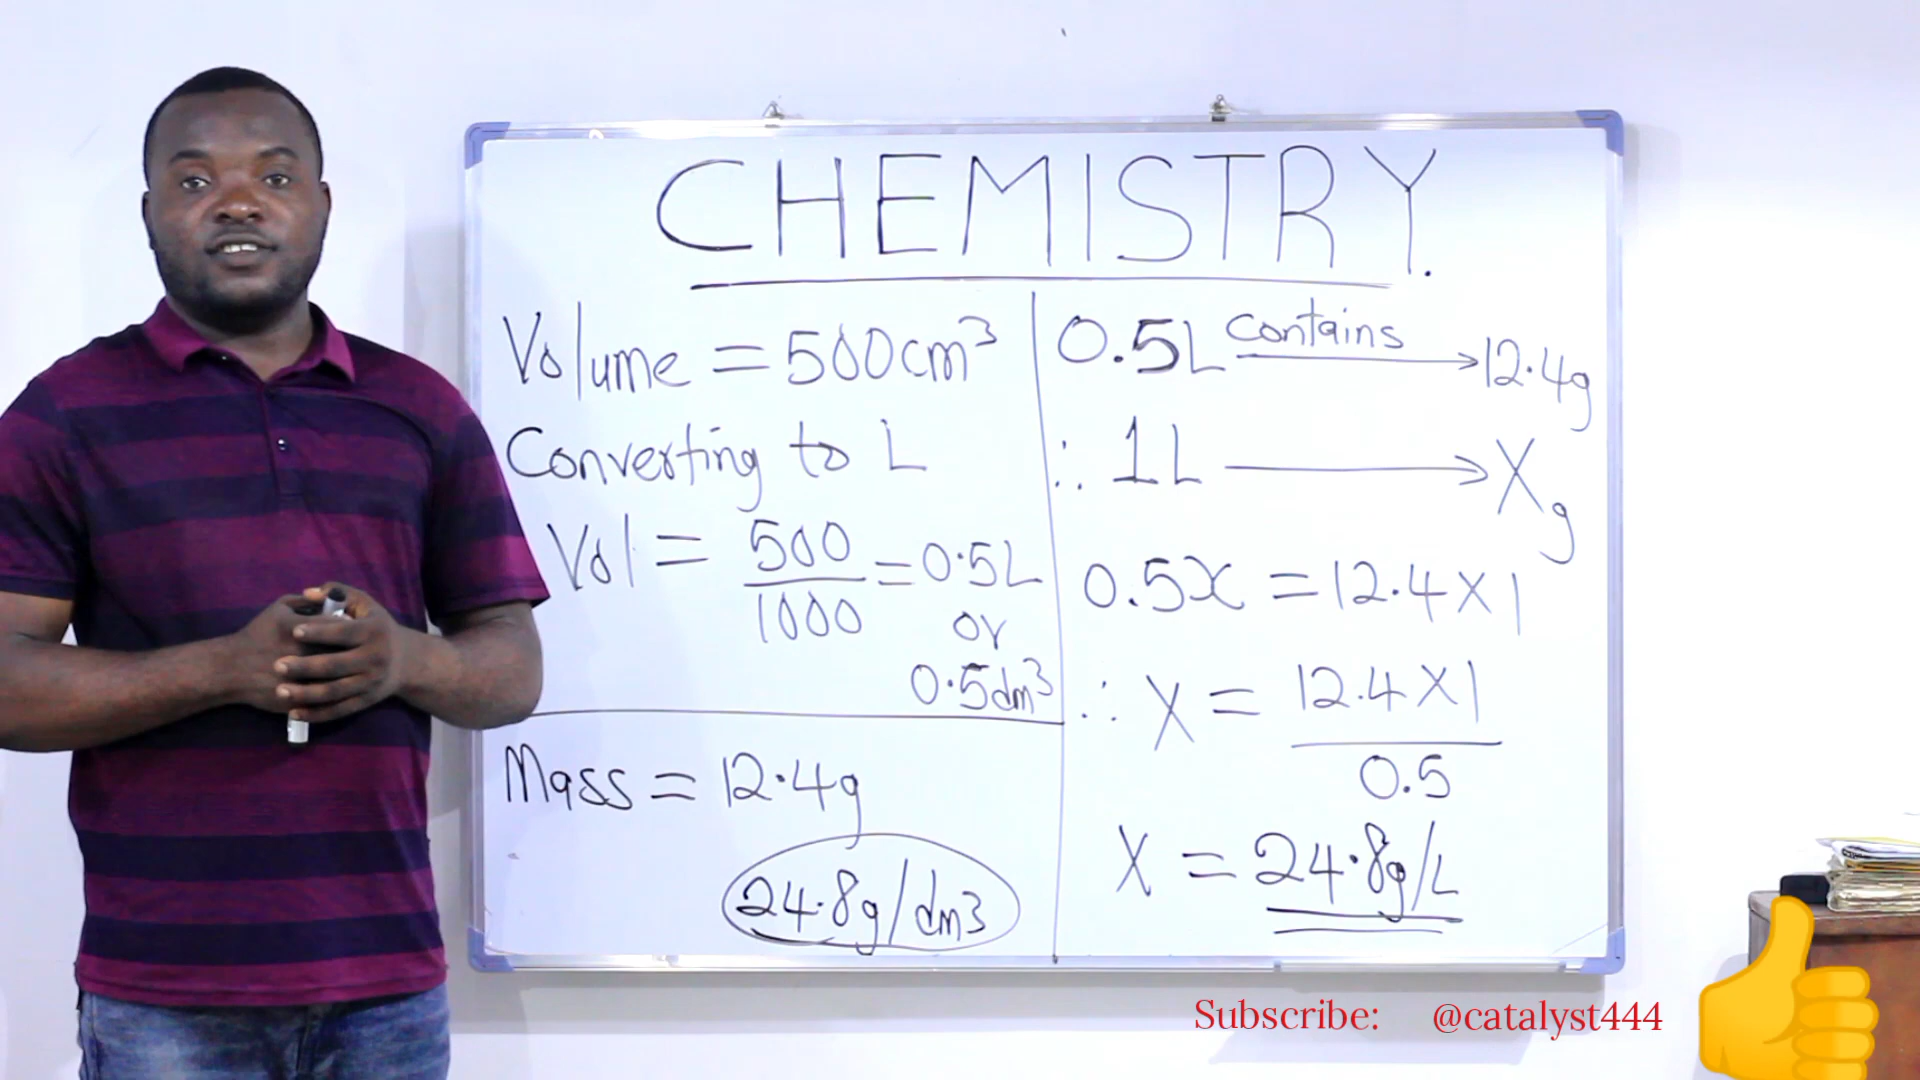 CHEMISTRY.
Volume = 500cm³
Converting to L
Vol = 500/1000 = 0.5L
or
0.5dm³
Mass = 12.4g
24.8g/dm3
0.5L contains → 12.4g
∴ 1L → Xg
0.5x = 12.4 x 1
∴ X = 12.4 X 1 / 0.5
X = 24.8g/L
Subscribe: @catalyst444